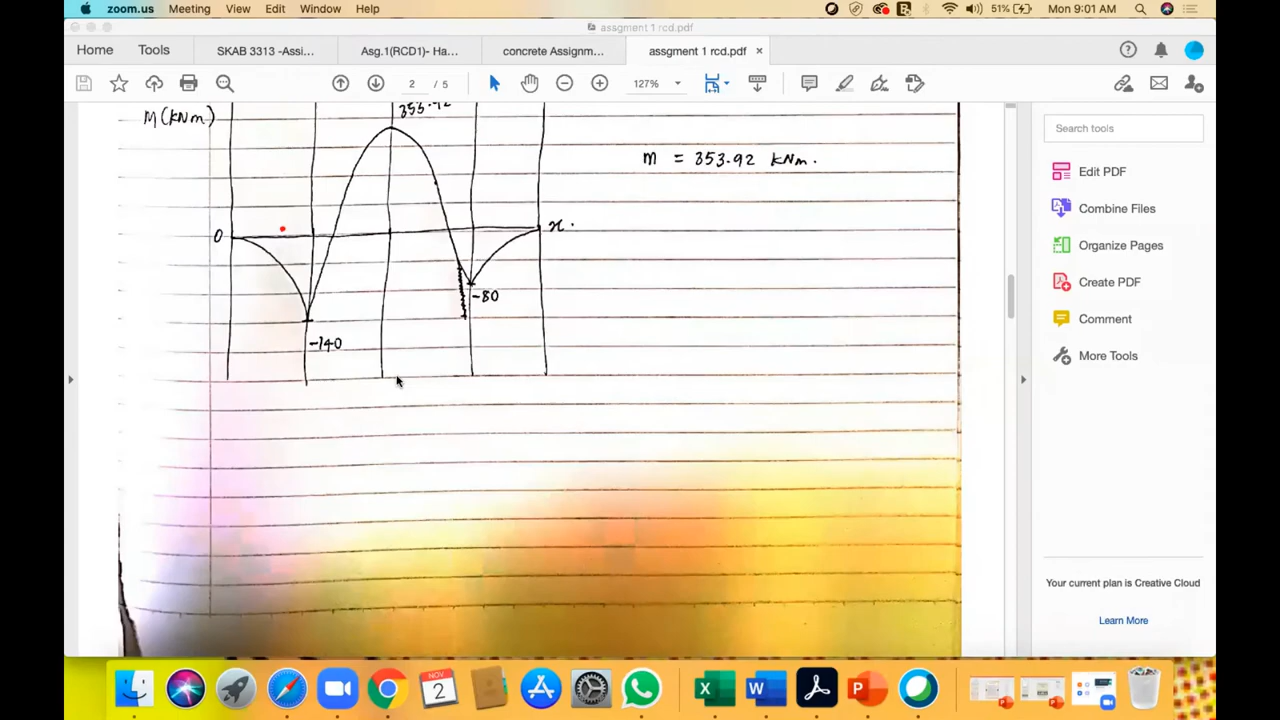 zoom.us Meeting View Edit Window Help 51% Mon 9:01 AM
assgment 1 rcd.pdf
Home Tools SKAB 3313 -Assi... Asg.1(RCD1)- Ha... concrete Assignm... assgment 1 rcd.pdf ×
2 / 5 127%
353.92
M(kNm)
M = 353.92 kNm.
0 x.
-80
-140
Search tools
Edit PDF
Combine Files
Organize Pages
Create PDF
Comment
More Tools
Your current plan is Creative Cloud
Learn More
NOV
2